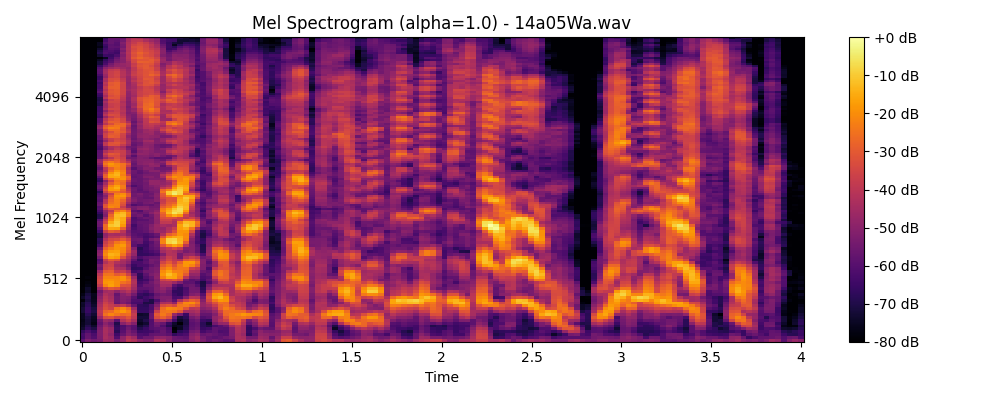 Mel Spectrogram (alpha=1.0) - 14a05Wa.wav
Mel Frequency
4096
2048
1024
512
0
0
0.5
1
1.5
2
2.5
3
3.5
4
Time
+0 dB
-10 dB
-20 dB
-30 dB
-40 dB
-50 dB
-60 dB
-70 dB
-80 dB